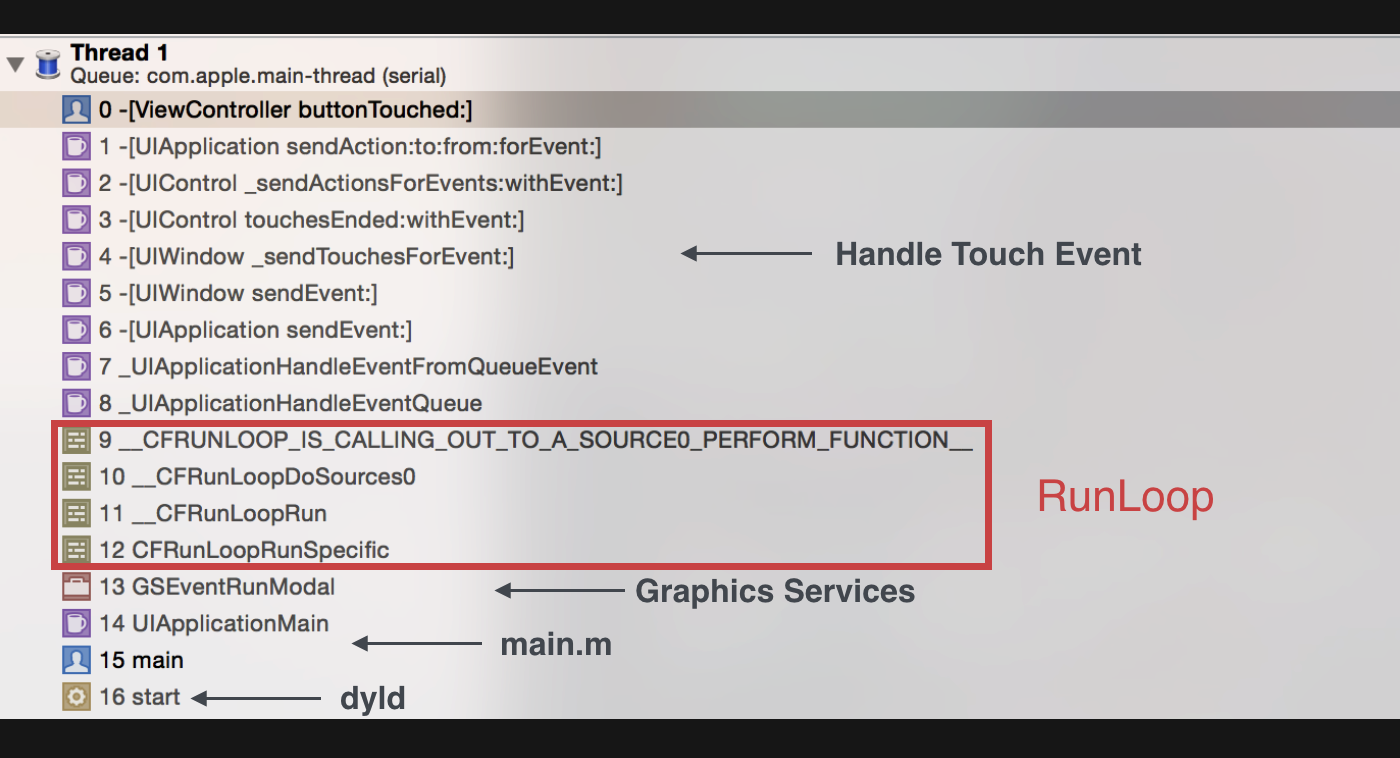 Thread 1
Queue: com.apple.main-thread (serial)
0 -[ViewController buttonTouched:]
1 -[UIApplication sendAction:to:from:forEvent:]
2 -[UIControl _sendActionsForEvents:withEvent:]
3 -[UIControl touchesEnded:withEvent:]
4 -[UIWindow _sendTouchesForEvent:]
Handle Touch Event
5 -[UIWindow sendEvent:]
6 -[UIApplication sendEvent:]
7 _UIApplicationHandleEventFromQueueEvent
8 _UIApplicationHandleEventQueue
9 __CFRUNLOOP_IS_CALLING_OUT_TO_A_SOURCE0_PERFORM_FUNCTION__
10 __CFRunLoopDoSources0
RunLoop
11 __CFRunLoopRun
12 CFRunLoopRunSpecific
13 GSEventRunModal
Graphics Services
14 UIApplicationMain
main.m
15 main
16 start
dyld